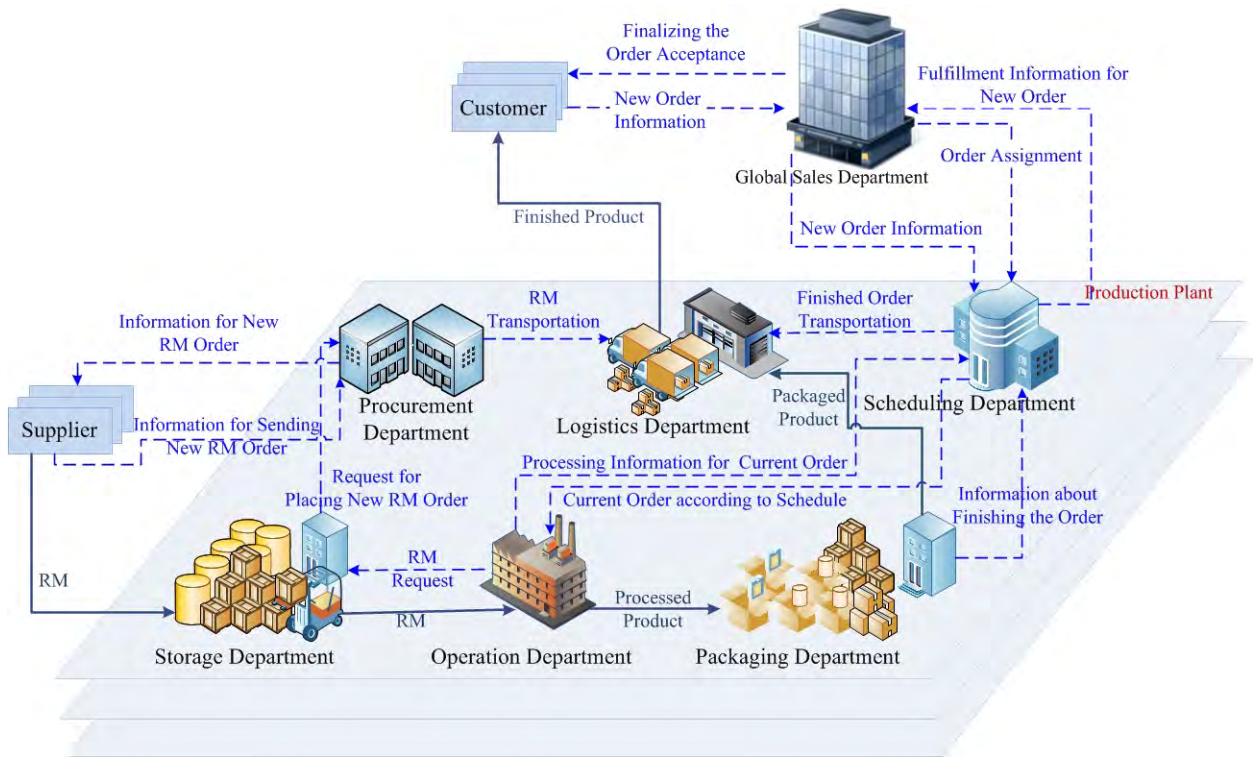 Finalizing the
Order Acceptance
Customer
New Order
Information
Fulfillment Information for
New Order
Order Assignment
Global Sales Department
Finished Product
New Order Information
Production Plant
Information for New
RM Order
RM
Transportation
Finished Order
Transportation
Procurement
Department
Packaged
Product
Scheduling Department
Supplier
Information for Sending
New RM Order
Logistics Department
Processing Information for Current Order
Request for
Placing New RM Order
Current Order according to Schedule
Information about
Finishing the Order
RM
RM
Request
RM
Processed
Product
Storage Department
Operation Department
Packaging Department